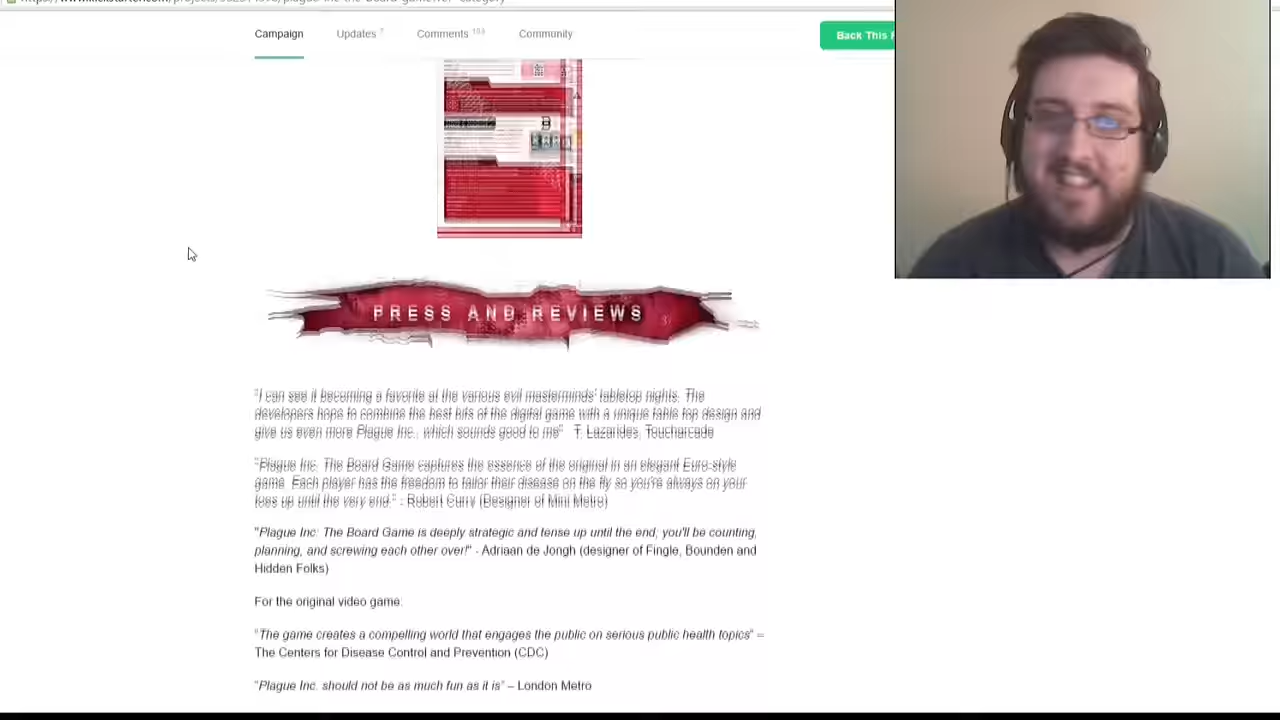 Campaign Updates 7 Comments Community
Back This
PRESS AND REVIEWS
"I can see it becoming a favorite at the various evil masterminds' tabletop nights. The
developers hope to combine the best bits of the digital game with a unique table top design and
give us even more Plague Inc., which sounds good to me" T. Lazarides, Toucharcade
"Plague Inc. The Board Game captures the essence of the original in an elegant Euro-style
game. Each player has the freedom to tailor their disease on the fly so you're always on your
toes up until the very end." - Robert Curry (Designer of Mini Metro)
"Plague Inc: The Board Game is deeply strategic and tense up until the end, you'll be counting,
planning, and screwing each other over!" - Adriaan de Jongh (designer of Fingle, Bounden and
Hidden Folks)
For the original video game:
"The game creates a compelling world that engages the public on serious public health topics" –
The Centers for Disease Control and Prevention (CDC)
"Plague Inc. should not be as much fun as it is" – London Metro